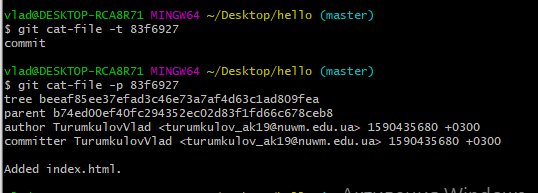 vlad@DESKTOP-RCA8R71 MINGW64 ~/Desktop/hello (master)
$ git cat-file -t 83f6927
commit
vlad@DESKTOP-RCA8R71 MINGW64 ~/Desktop/hello (master)
$ git cat-file -p 83f6927
tree beeaf85ee37efad3c46e73a7af4d63c1ad809fea
parent b74ed00ef40fc294352ec02d83f1fd66c678ceb8
author TurumkulovVlad <turumkulov_ak19@nuwm.edu.ua> 1590435680 +0300
committer TurumkulovVlad <turumkulov_ak19@nuwm.edu.ua> 1590435680 +0300
Added index.html.